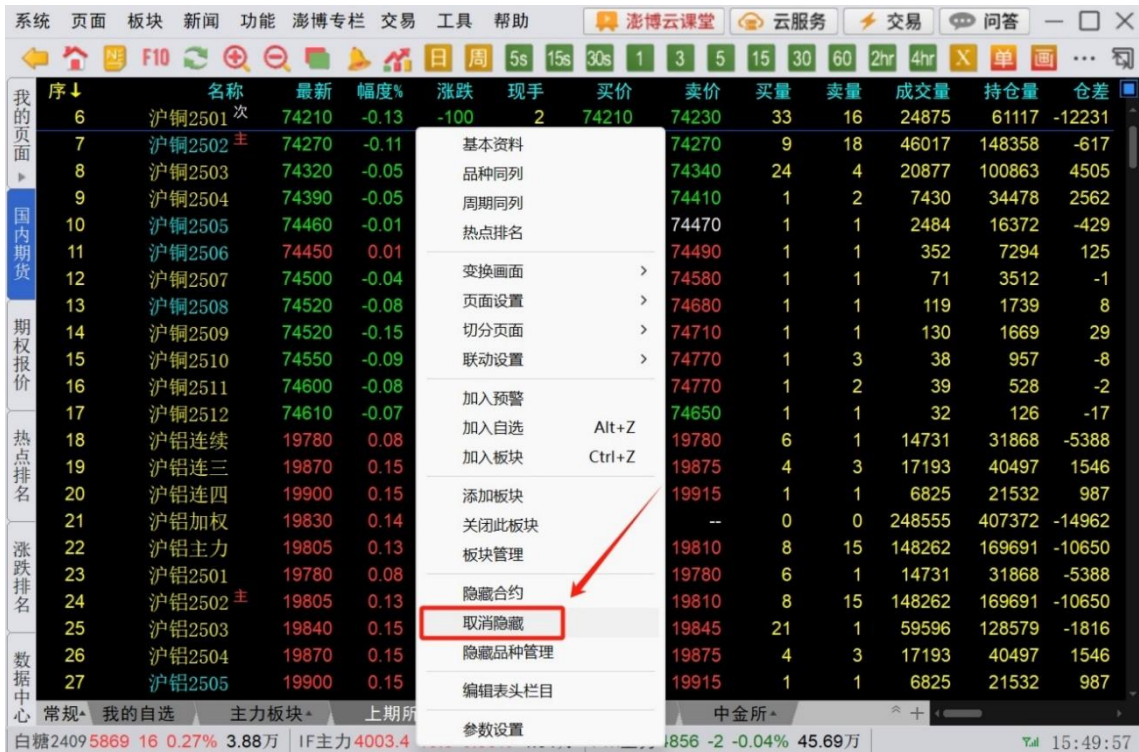 系统 页面 板块 新闻 功能 澎博专栏 交易 工具 帮助 澎博云课堂 云服务 交易 问答
F10 日 周 5s 15s 30s 1 3 5 15 30 60 2hr 4hr X 单 画 ...
我的页面
国内期货
期权报价
热点排名
涨跌排名
数据中心
序↓ 名称 最新 幅度% 涨跌 现手 买价 卖价 买量 卖量 成交量 持仓量 仓差
6 沪铜2501次 74210 -0.13 -100 2 74210 74230 33 16 24875 61117 -12231
7 沪铜2502主 74270 -0.11 74270 9 18 46017 148358 -617
8 沪铜2503 74320 -0.05 74340 24 4 20877 100863 4505
9 沪铜2504 74390 -0.05 74410 1 2 7430 34478 2562
10 沪铜2505 74460 -0.01 74470 1 1 2484 16372 -429
11 沪铜2506 74450 0.01 74490 1 1 352 7294 125
12 沪铜2507 74500 -0.04 74580 1 1 71 3512 -1
13 沪铜2508 74520 -0.08 74680 1 1 119 1739 8
14 沪铜2509 74520 -0.15 74710 1 1 130 1669 29
15 沪铜2510 74550 -0.09 74770 1 3 38 957 -8
16 沪铜2511 74600 -0.08 74770 1 2 39 528 -2
17 沪铜2512 74610 -0.07 74650 1 1 32 126 -17
18 沪铝连续 19780 0.08 19780 6 1 14731 31868 -5388
19 沪铝连三 19870 0.15 19875 4 3 17193 40497 1546
20 沪铝连四 19900 0.15 19915 1 1 6825 21532 987
21 沪铝加权 19830 0.14 -- 0 0 248555 407372 -14962
22 沪铝主力 19805 0.13 19810 8 15 148262 169691 -10650
23 沪铝2501 19780 0.08 19780 6 1 14731 31868 -5388
24 沪铝2502主 19805 0.13 19810 8 15 148262 169691 -10650
25 沪铝2503 19840 0.15 19845 21 1 59596 128579 -1816
26 沪铝2504 19870 0.15 19875 4 3 17193 40497 1546
27 沪铝2505 19900 0.15 19915 1 1 6825 21532 987
基本资料
品种同列
周期同列
热点排名
变换画面
页面设置
切分页面
联动设置
加入预警
加入自选 Alt+Z
加入板块 Ctrl+Z
添加板块
关闭此板块
板块管理
隐藏合约
取消隐藏
隐藏品种管理
编辑表头栏目
参数设置
常规 我的自选 主力板块 上期所 中金所
白糖2409 5869 16 0.27% 3.88万 IF主力 4003.4 4856 -2 -0.04% 45.69万 15:49:57